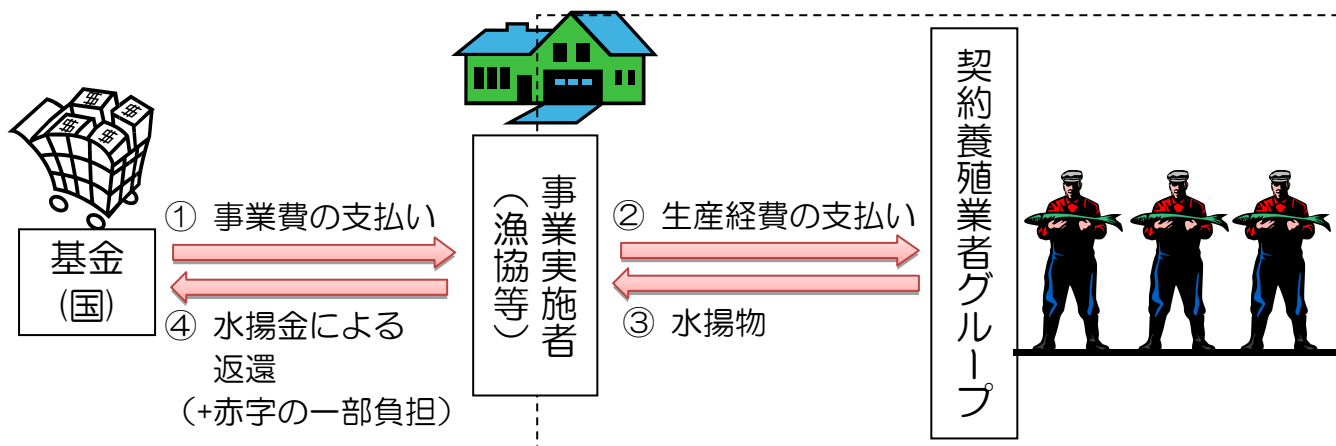 基金
(国)
① 事業費の支払い
④ 水揚金による
返還
（+赤字の一部負担）
事業実施者
（漁協等）
② 生産経費の支払い
③ 水揚物
契約養殖業者グループ
$
$
$
$